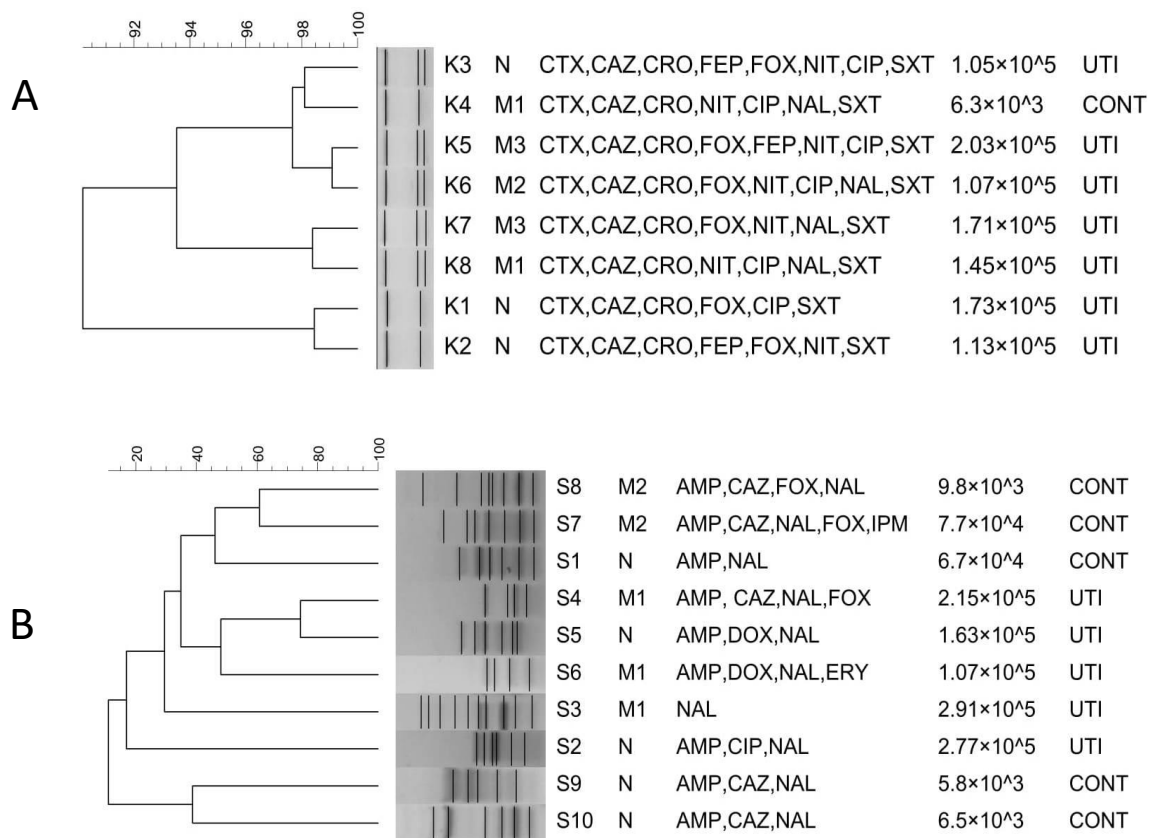 92 94 96 98 100
A
K3 N CTX,CAZ,CRO,FEP,FOX,NIT,CIP,SXT 1.05×10^5 UTI
K4 M1 CTX,CAZ,CRO,NIT,CIP,NAL,SXT 6.3×10^3 CONT
K5 M3 CTX,CAZ,CRO,FOX,FEP,NIT,CIP,SXT 2.03×10^5 UTI
K6 M2 CTX,CAZ,CRO,FOX,NIT,CIP,NAL,SXT 1.07×10^5 UTI
K7 M3 CTX,CAZ,CRO,FOX,NIT,NAL,SXT 1.71×10^5 UTI
K8 M1 CTX,CAZ,CRO,NIT,CIP,NAL,SXT 1.45×10^5 UTI
K1 N CTX,CAZ,CRO,FOX,CIP,SXT 1.73×10^5 UTI
K2 N CTX,CAZ,CRO,FEP,FOX,NIT,SXT 1.13×10^5 UTI
20 40 60 80 100
B
S8 M2 AMP,CAZ,FOX,NAL 9.8×10^3 CONT
S7 M2 AMP,CAZ,NAL,FOX,IPM 7.7×10^4 CONT
S1 N AMP,NAL 6.7×10^4 CONT
S4 M1 AMP, CAZ,NAL,FOX 2.15×10^5 UTI
S5 N AMP,DOX,NAL 1.63×10^5 UTI
S6 M1 AMP,DOX,NAL,ERY 1.07×10^5 UTI
S3 M1 NAL 2.91×10^5 UTI
S2 N AMP,CIP,NAL 2.77×10^5 UTI
S9 N AMP,CAZ,NAL 5.8×10^3 CONT
S10 N AMP,CAZ,NAL 6.5×10^3 CONT